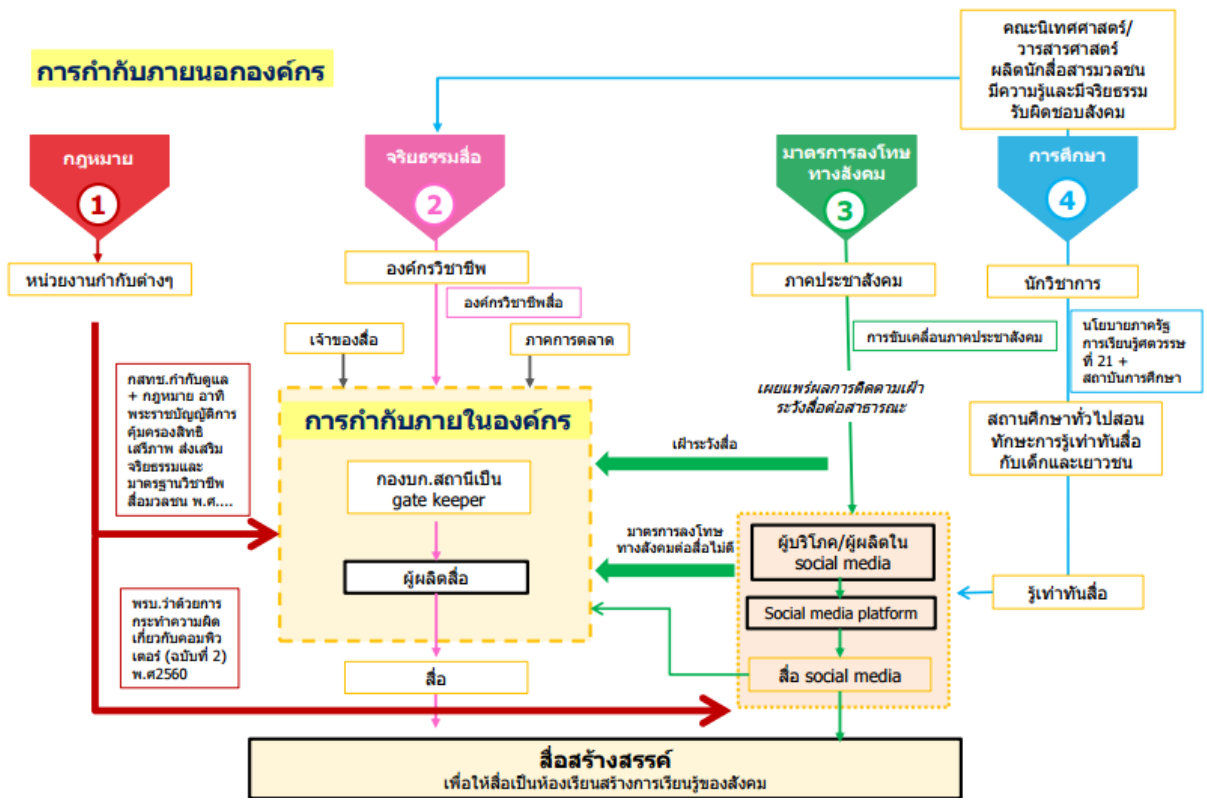 การกำกับภายนอกองค์กร
คณะนิเทศศาสตร์/
วารสารศาสตร์
ผลิตนักสื่อสารมวลชน
มีความรู้และมีจริยธรรม
รับผิดชอบสังคม
กฎหมาย
1
จริยธรรมสื่อ
2
มาตรการลงโทษ
ทางสังคม
3
การศึกษา
4
หน่วยงานกำกับต่างๆ
องค์กรวิชาชีพ
ภาคประชาสังคม
นักวิชาการ
องค์กรวิชาชีพสื่อ
เจ้าของสื่อ
ภาคการตลาด
การขับเคลื่อนภาคประชาสังคม
นโยบายภาครัฐ
การเรียนรู้ศตวรรษ
ที่ 21 +
สถาบันการศึกษา
กสทช.กำกับดูแล
+ กฎหมาย อาทิ
พระราชบัญญัติการ
คุ้มครองสิทธิ
เสรีภาพ ส่งเสริม
จริยธรรมและ
มาตรฐานวิชาชีพ
สื่อมวลชน พ.ศ....
เผยแพร่ผลการติดตามเฝ้า
ระวังสื่อต่อสาธารณะ
การกำกับภายในองค์กร
สถานศึกษาทั่วไปสอน
ทักษะการรู้เท่าทันสื่อ
กับเด็กและเยาวชน
เฝ้าระวังสื่อ
กองบก.สถานีเป็น
gate keeper
มาตรการลงโทษ
ทางสังคมต่อสื่อไม่ดี
ผู้บริโภค/ผู้ผลิตใน
social media
ผู้ผลิตสื่อ
รู้เท่าทันสื่อ
Social media platform
พรบ.ว่าด้วยการ
กระทำความผิด
เกี่ยวกับคอมพิว
เตอร์ (ฉบับที่ 2)
พ.ศ2560
สื่อ
สื่อ social media
สื่อสร้างสรรค์
เพื่อให้สื่อเป็นห้องเรียนสร้างการเรียนรู้ของสังคม